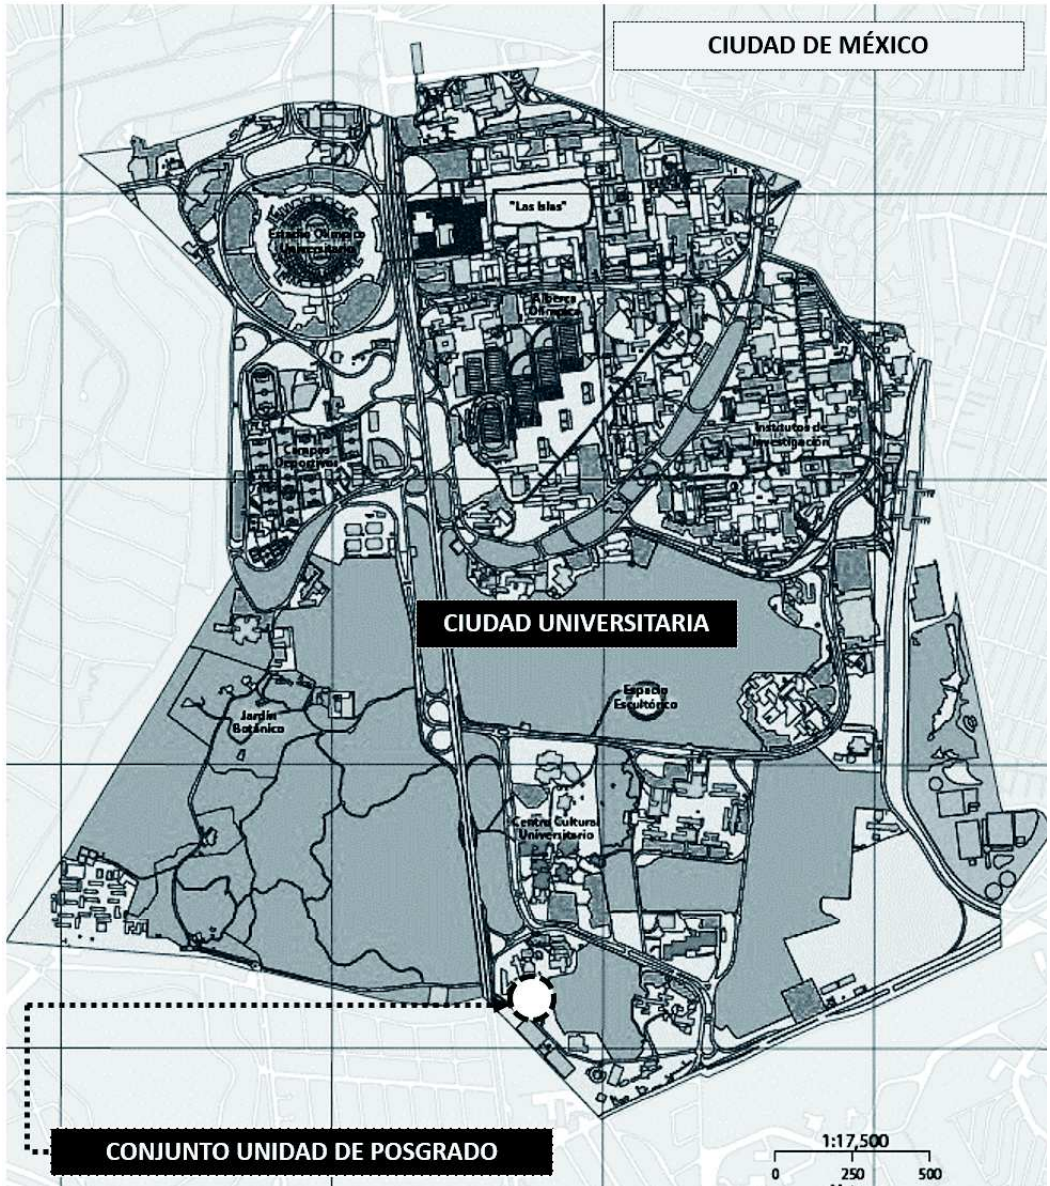 CIUDAD DE MÉXICO
"Las Islas"
Estadio Olímpico
Universitario
Alberca
Olímpica
Institutos de
Investigación
Campos
Deportivos
CIUDAD UNIVERSITARIA
Espacio
Escultórico
Jardín
Botánico
Centro Cultural
Universitario
CONJUNTO UNIDAD DE POSGRADO
1:17,500
0 250 500